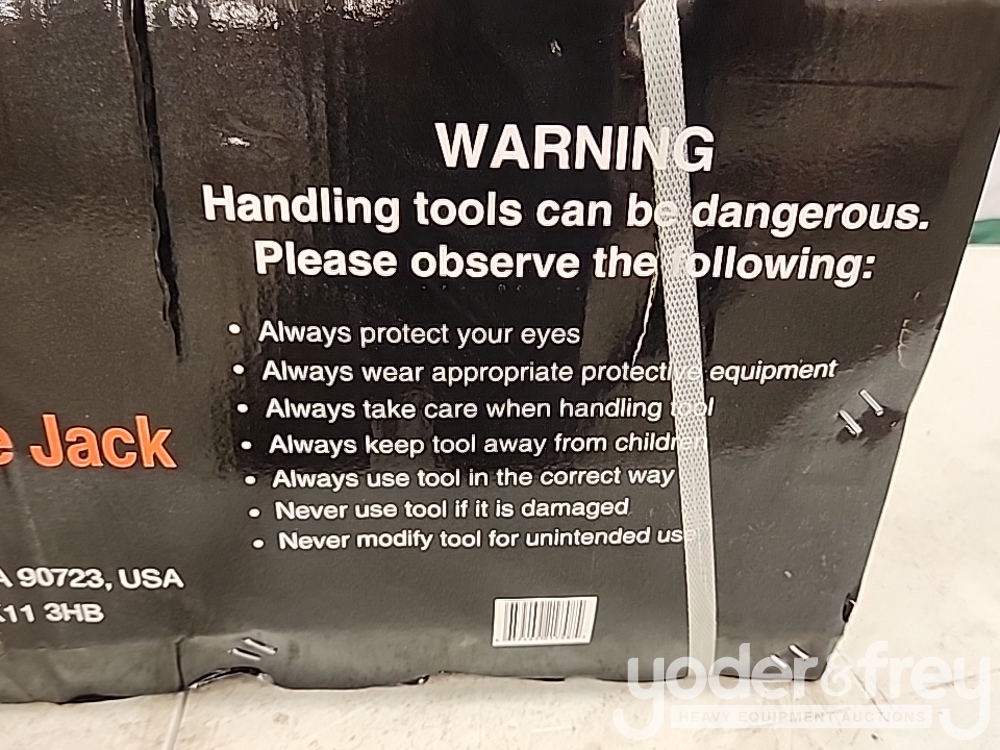 WARNING
Handling tools can be dangerous.
Please observe the following:
• Always protect your eyes
• Always wear appropriate protective equipment
• Always take care when handling tool
• Always keep tool away from children
• Always use tool in the correct way
• Never use tool if it is damaged
• Never modify tool for unintended use
e Jack
A 90723, USA
11 3HB
yoder&frey
HEAVY EQUIPMENT AUCTIONS